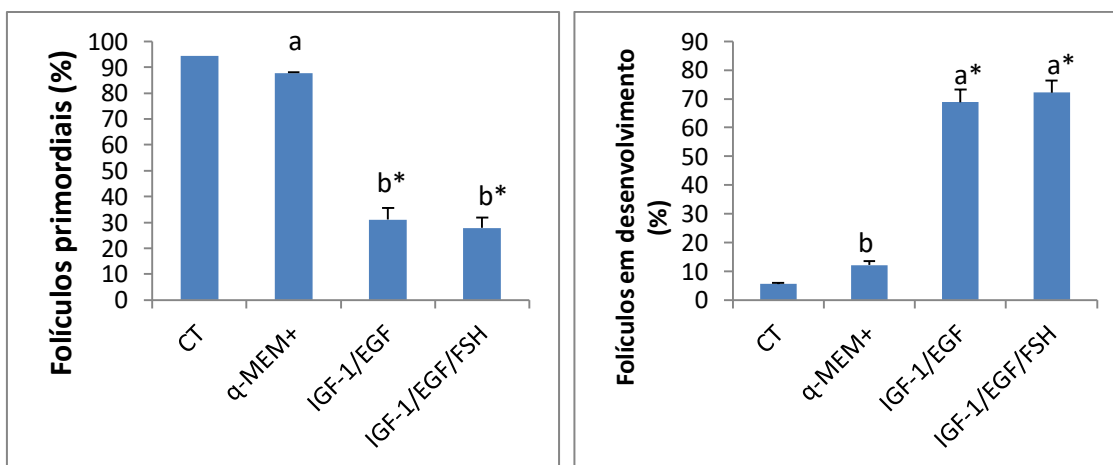 Folículos primordiais (%)
100
90
80
70
60
50
40
30
20
10
0
a
b*
b*
CT
q-MEM+
IGF-1/EGF
IGF-1/EGF/FSH
Folículos em desenvolvimento
(%)
90
80
70
60
50
40
30
20
10
0
b
a*
a*
CT
q-MEM+
IGF-1/EGF
IGF-1/EGF/FSH